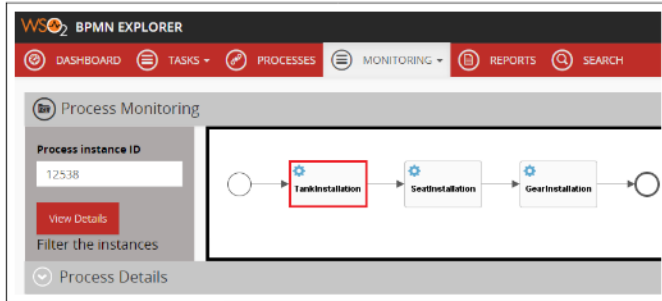 WSO2 BPMN EXPLORER
DASHBOARD TASKS PROCESSES MONITORING REPORTS SEARCH
Process Monitoring
Process instance ID
12538
TankInstallation SeatInstallation GearInstallation
View Details
Filter the instances
Process Details